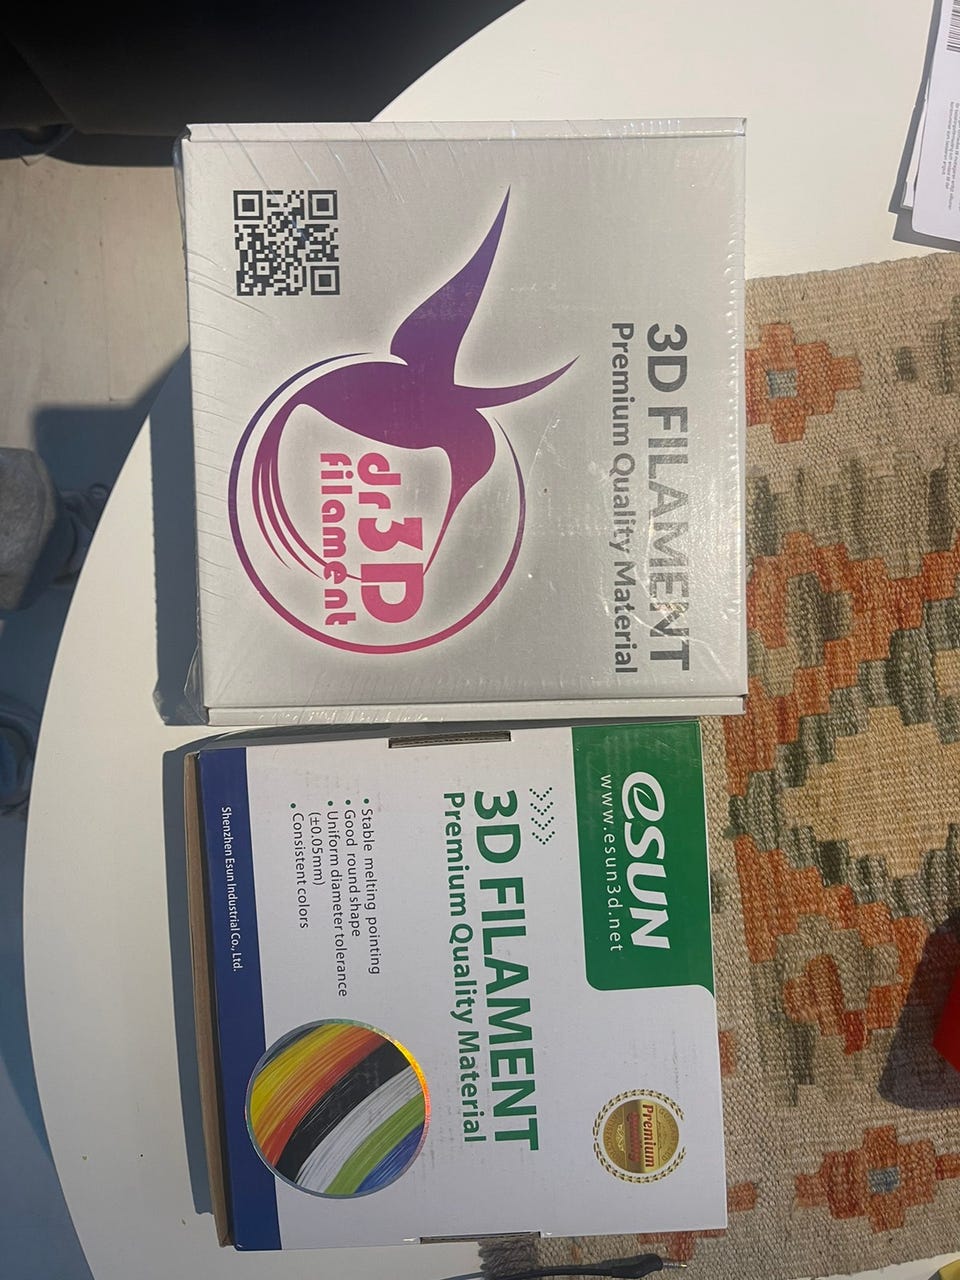 3D FILAMENT
Premium Quality Material
dr3D
filament
eSUN
www.esun3d.net
3D FILAMENT
Premium Quality Material
• Stable melting pointing
• Good round shape
• Uniform diameter tolerance
(±0.05mm)
• Consistent colors
Premium
Quality
Shenzhen Esun Industrial Co., Ltd.